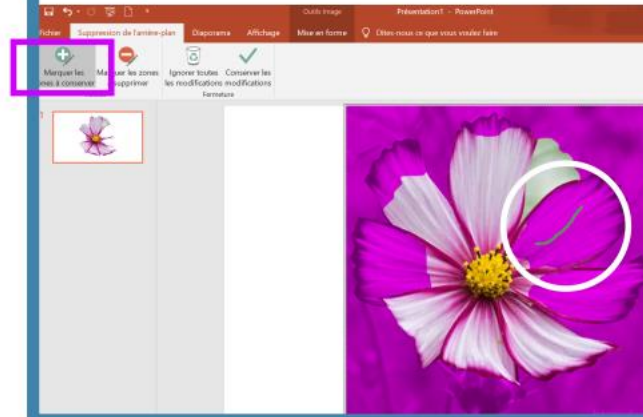 Outils Image
Présentation1 - PowerPoint
Fichier Suppression de l'arrière-plan Diaporama Affichage Mise en forme Dites-nous ce que vous voulez faire
Marquer les zones Ignorer toutes Conserver les
Marquer les
zones à conserver supprimer les modifications modifications
Fermeture
1